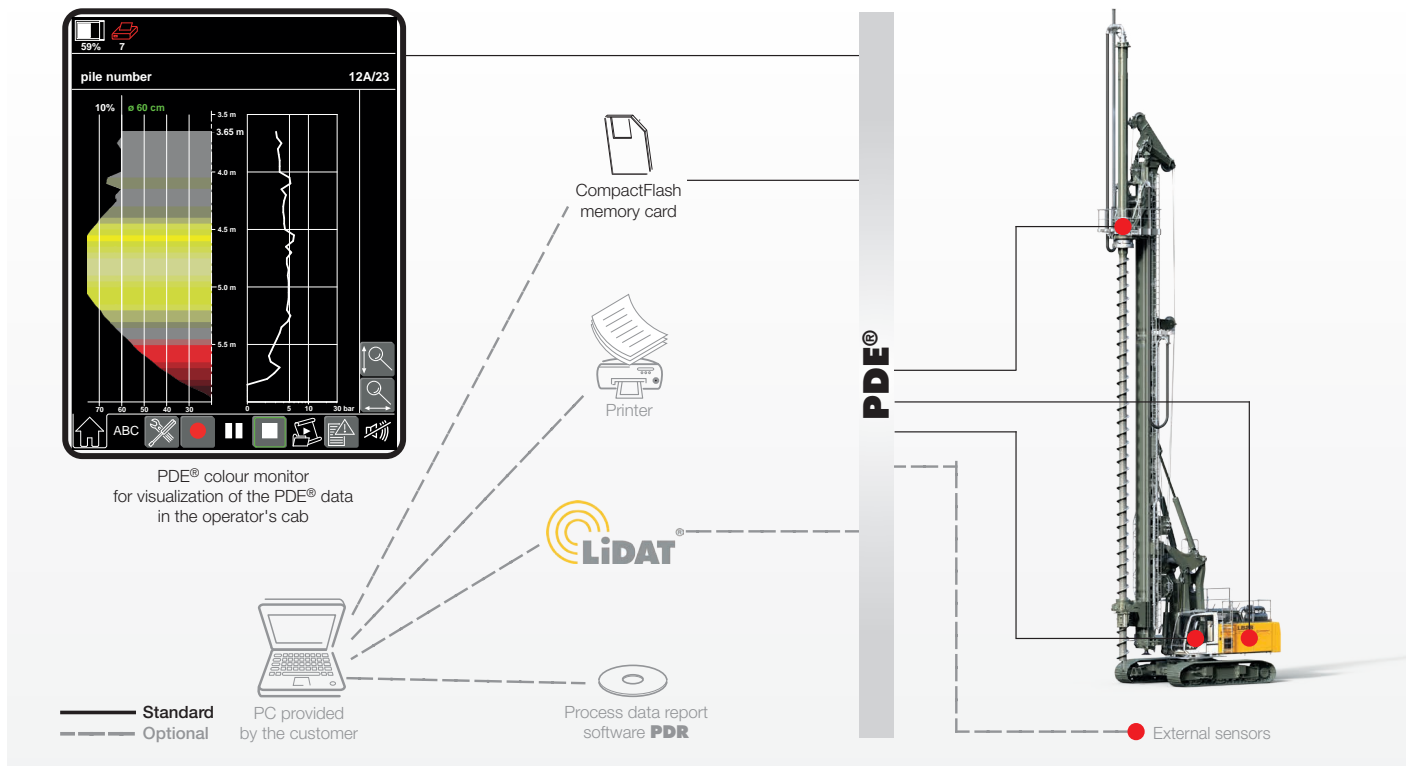 59%
7
pile number
12A/23
10%
ø 60 cm
3.5 m
3.65 m
4.0 m
4.5 m
5.0 m
5.5 m
70
60
50
40
30
0
5
10
30 bar
ABC
PDE® colour monitor
for visualization of the PDE® data
in the operator's cab
CompactFlash
memory card
Printer
LiDAT®
PC provided
by the customer
Process data report
software PDR
Standard
Optional
PDE®
External sensors